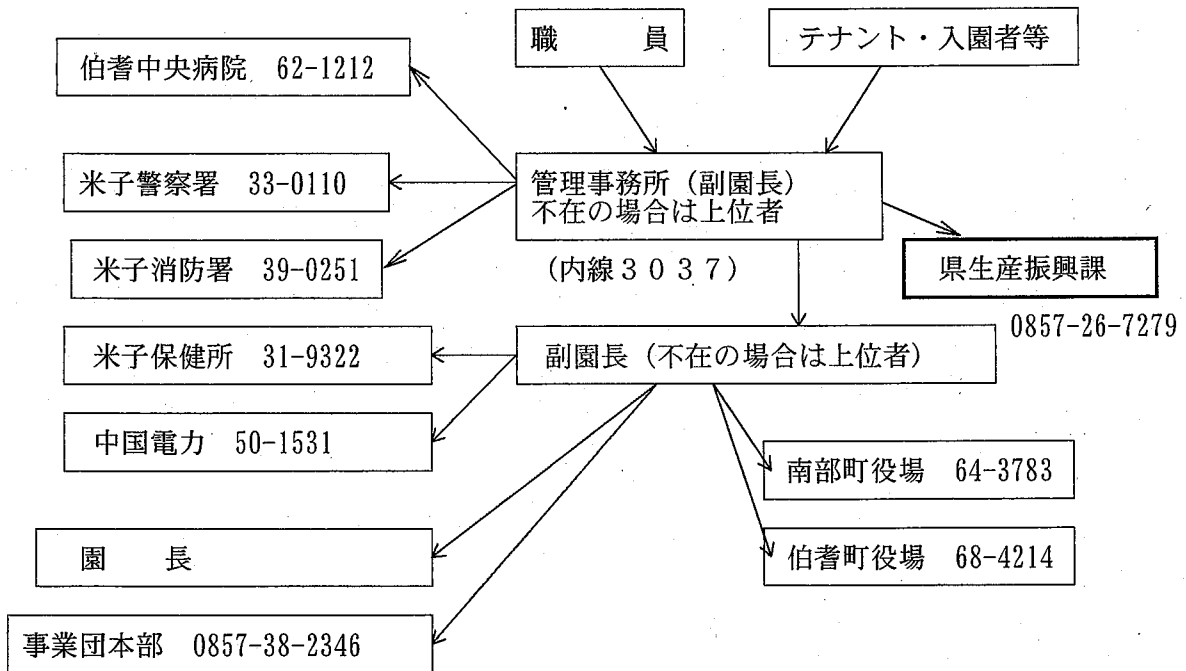 職　　員
テナント・入園者等
伯耆中央病院　62-1212
米子警察署　33-0110
管理事務所（副園長）
不在の場合は上位者
米子消防署　39-0251
（内線３０３７）
県生産振興課
0857-26-7279
米子保健所　31-9322
副園長（不在の場合は上位者）
中国電力　50-1531
南部町役場　64-3783
園　　長
伯耆町役場　68-4214
事業団本部　0857-38-2346